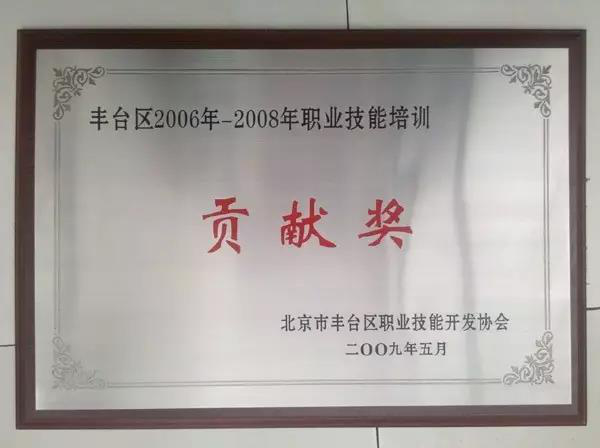 丰台区2006年-2008年职业技能培训
贡献奖
北京市丰台区职业技能开发协会
二〇〇九年五月